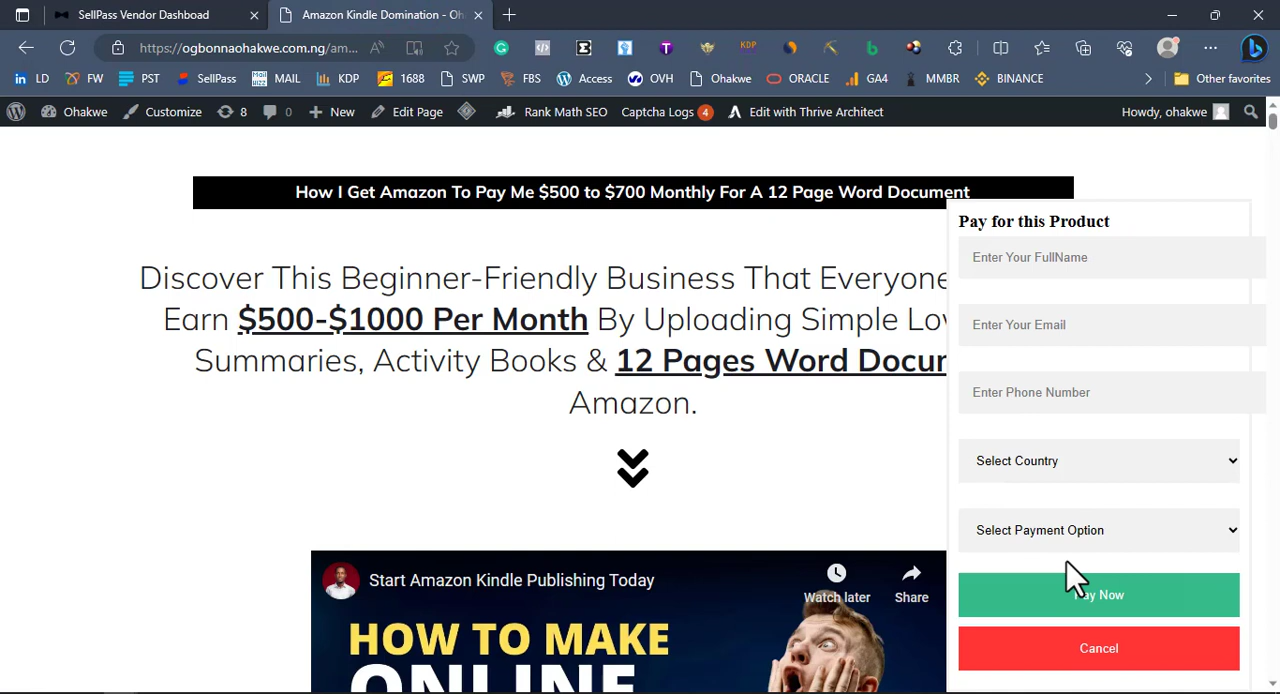 SellPass Vendor Dashboad
Amazon Kindle Domination - Oh
https://ogbonnaohakwe.com.ng/am...
KDP
LD
FW
PST
SellPass
MAIL
KDP
1688
SWP
FBS
Access
OVH
Ohakwe
ORACLE
GA4
MMBR
BINANCE
Other favorites
Ohakwe
Customize
8
0
New
Edit Page
Rank Math SEO
Captcha Logs 4
Edit with Thrive Architect
Howdy, ohakwe
How I Get Amazon To Pay Me $500 to $700 Monthly For A 12 Page Word Document
Discover This Beginner-Friendly Business That Everyone
Earn $500-$1000 Per Month By Uploading Simple Lov
Summaries, Activity Books & 12 Pages Word Docu
Amazon.
Start Amazon Kindle Publishing Today
Watch later
Share
HOW TO MAKE
ONLINE
Pay for this Product
Enter Your FullName
Enter Your Email
Enter Phone Number
Select Country
Select Payment Option
Pay Now
Cancel